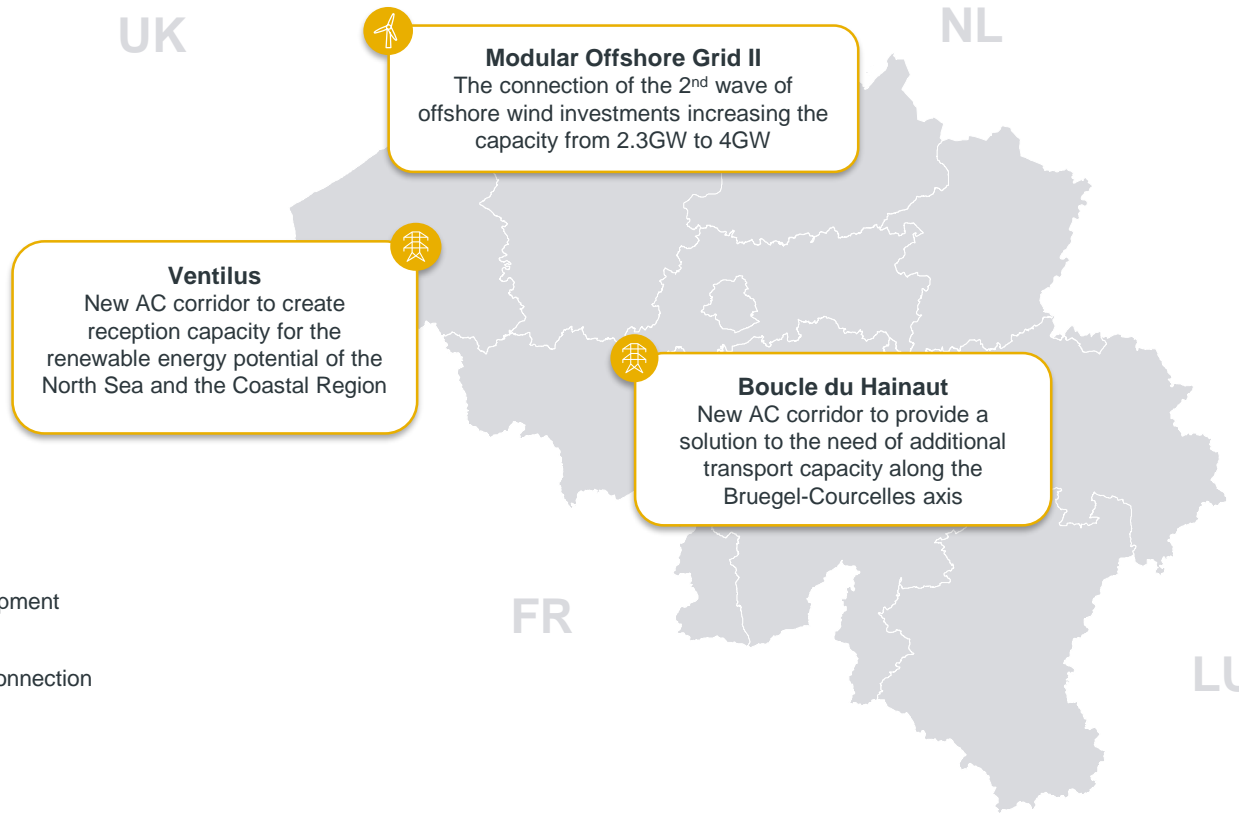 UK
NL
Modular Offshore Grid II
The connection of the 2nd wave of
offshore wind investments increasing the
capacity from 2.3GW to 4GW
Ventilus
New AC corridor to create
reception capacity for the
renewable energy potential of the
North Sea and the Coastal Region
Boucle du Hainaut
New AC corridor to provide a
solution to the need of additional
transport capacity along the
Bruegel-Courcelles axis
pment
FR
onnection
LU